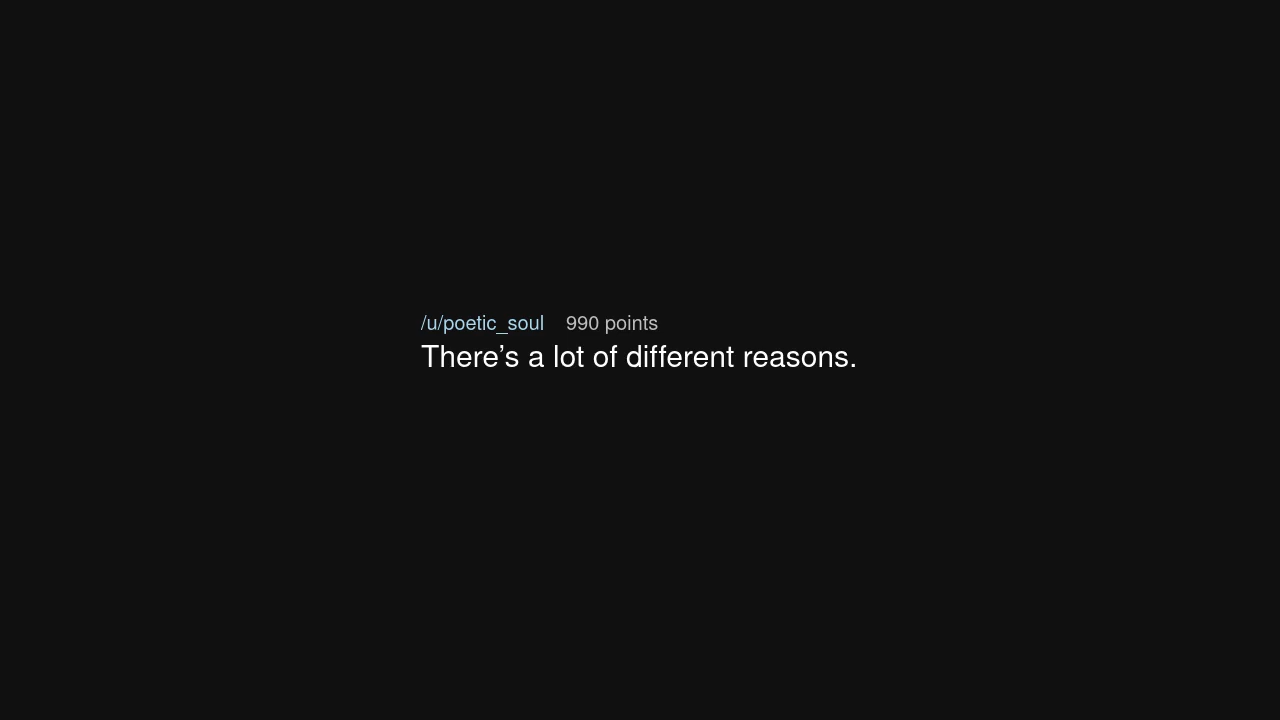 /u/poetic_soul 990 points
There’s a lot of different reasons.